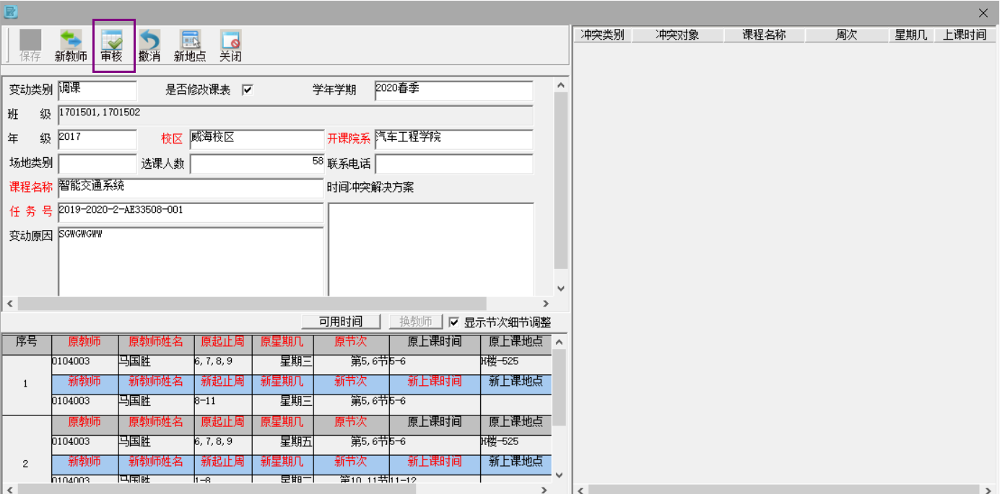 保存 新教师 审核 撤消 新地点 关闭
冲突类别 冲突对象 课程名称 周次 星期几 上课时间
变动类别 调课 是否修改课表 学年学期 2020春季
班 级 1701501,1701502
年 级 2017 校区 威海校区 开课院系 汽车工程学院
场地类别 选课人数 58 联系电话
课程名称 智能交通系统 时间冲突解决方案
任 务 号 2019-2020-2-AE33508-001
变动原因 SGWGWGWW
可用时间 换教师 显示节次细节调整
序号 原教师 原教师姓名 原起止周 原星期几 原节次 原上课时间 原上课地点
1 0104003 马国胜 6,7,8,9 星期三 第5,6节 5-6 H楼-525
新教师 新教师姓名 新起止周 新星期几 新节次 新上课时间 新上课地点
0104003 马国胜 8-11 星期三 第5,6节 5-6
原教师 原教师姓名 原起止周 原星期几 原节次 原上课时间 原上课地点
2 0104003 马国胜 6,7,8,9 星期五 第5,6节 5-6 H楼-525
新教师 新教师姓名 新起止周 新星期几 新节次 新上课时间 新上课地点
0104003 马国胜 1-8 第10,11节 11-12